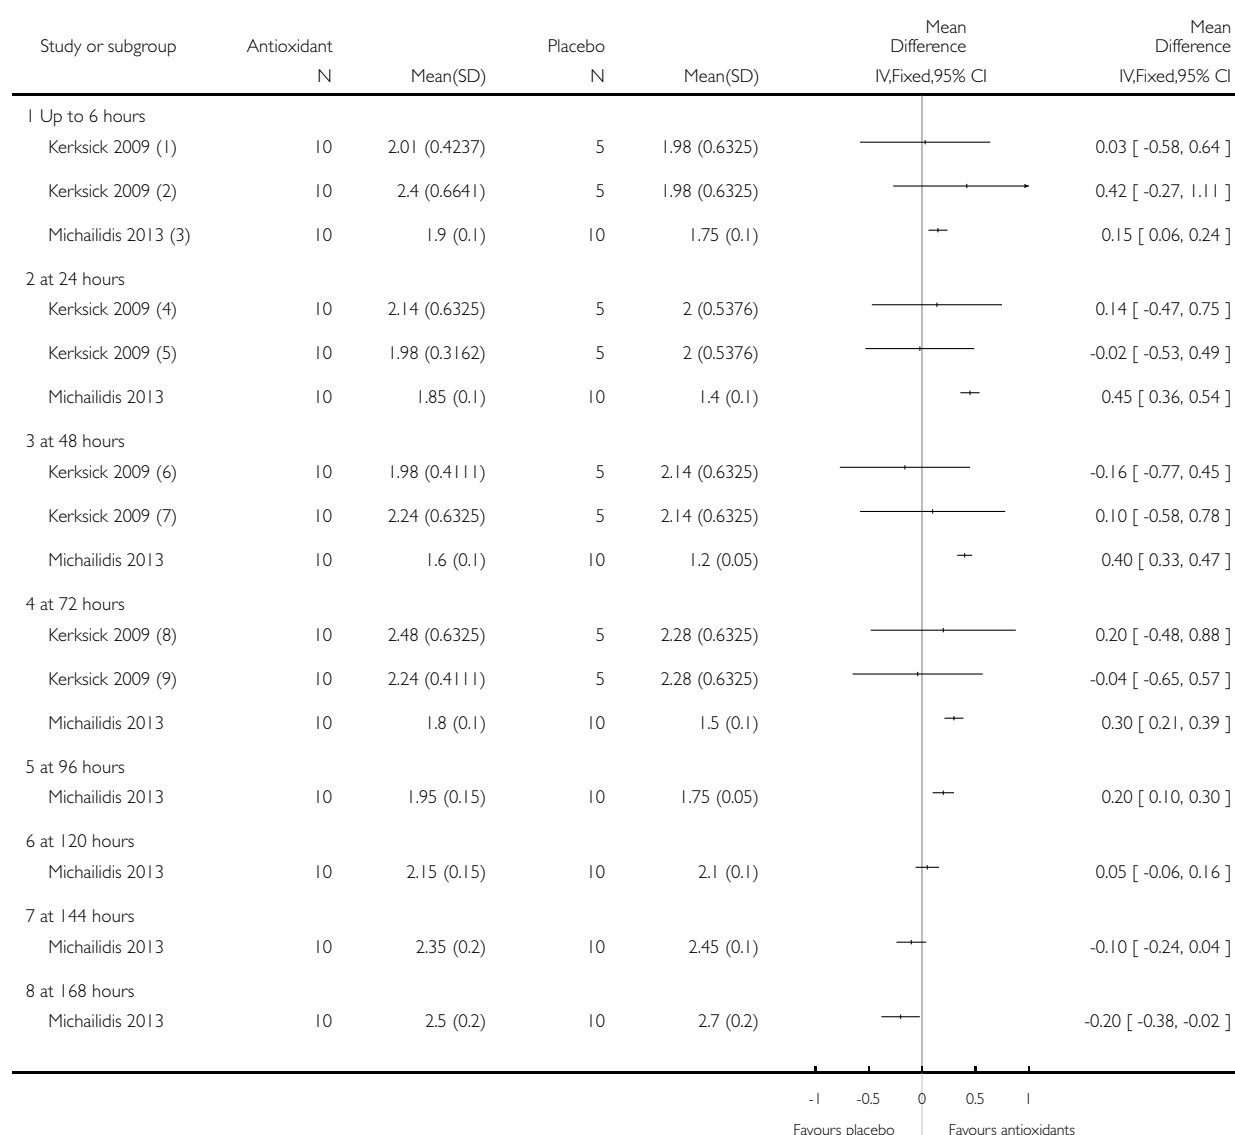 Mean Mean
Study or subgroup Antioxidant Placebo Difference Difference
N Mean(SD) N Mean(SD) IV,Fixed,95% CI IV,Fixed,95% CI
1 Up to 6 hours
Kerksick 2009 (1) 10 2.01 (0.4237) 5 1.98 (0.6325) 0.03 [ -0.58, 0.64 ]
Kerksick 2009 (2) 10 2.4 (0.6641) 5 1.98 (0.6325) 0.42 [ -0.27, 1.11 ]
Michailidis 2013 (3) 10 1.9 (0.1) 10 1.75 (0.1) 0.15 [ 0.06, 0.24 ]
2 at 24 hours
Kerksick 2009 (4) 10 2.14 (0.6325) 5 2 (0.5376) 0.14 [ -0.47, 0.75 ]
Kerksick 2009 (5) 10 1.98 (0.3162) 5 2 (0.5376) -0.02 [ -0.53, 0.49 ]
Michailidis 2013 10 1.85 (0.1) 10 1.4 (0.1) 0.45 [ 0.36, 0.54 ]
3 at 48 hours
Kerksick 2009 (6) 10 1.98 (0.4111) 5 2.14 (0.6325) -0.16 [ -0.77, 0.45 ]
Kerksick 2009 (7) 10 2.24 (0.6325) 5 2.14 (0.6325) 0.10 [ -0.58, 0.78 ]
Michailidis 2013 10 1.6 (0.1) 10 1.2 (0.05) 0.40 [ 0.33, 0.47 ]
4 at 72 hours
Kerksick 2009 (8) 10 2.48 (0.6325) 5 2.28 (0.6325) 0.20 [ -0.48, 0.88 ]
Kerksick 2009 (9) 10 2.24 (0.4111) 5 2.28 (0.6325) -0.04 [ -0.65, 0.57 ]
Michailidis 2013 10 1.8 (0.1) 10 1.5 (0.1) 0.30 [ 0.21, 0.39 ]
5 at 96 hours
Michailidis 2013 10 1.95 (0.15) 10 1.75 (0.05) 0.20 [ 0.10, 0.30 ]
6 at 120 hours
Michailidis 2013 10 2.15 (0.15) 10 2.1 (0.1) 0.05 [ -0.06, 0.16 ]
7 at 144 hours
Michailidis 2013 10 2.35 (0.2) 10 2.45 (0.1) -0.10 [ -0.24, 0.04 ]
8 at 168 hours
Michailidis 2013 10 2.5 (0.2) 10 2.7 (0.2) -0.20 [ -0.38, -0.02 ]
-1 -0.5 0 0.5 1
Favours placebo Favours antioxidants